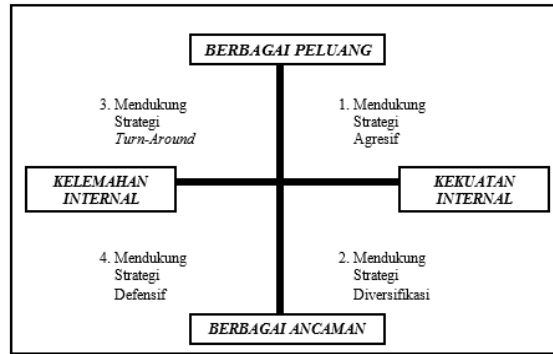 BERBAGAI PELUANG
3. Mendukung
Strategi
Turn-Around
1. Mendukung
Strategi
Agresif
KELEMAHAN
INTERNAL
KEKUATAN
INTERNAL
4. Mendukung
Strategi
Defensif
2. Mendukung
Strategi
Diversifikasi
BERBAGAI ANCAMAN